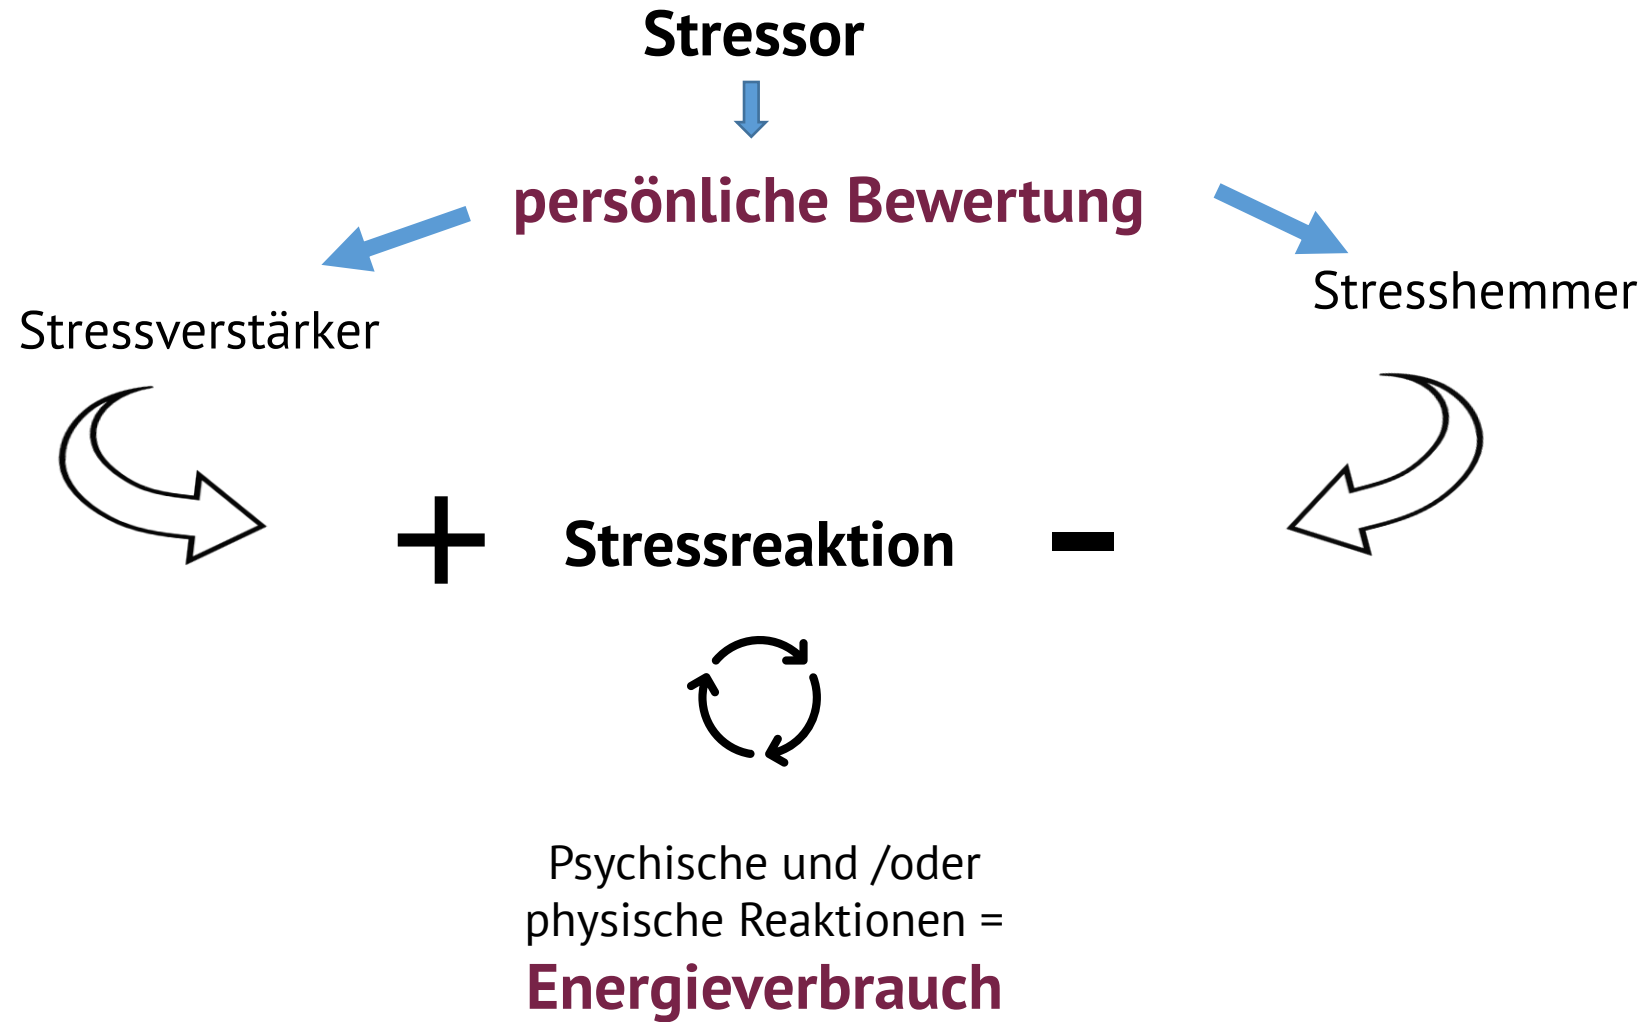 Stressor
persönliche Bewertung
Stresshemmer
Stressverstärker
+ Stressreaktion -
Psychische und /oder
physische Reaktionen =
Energieverbrauch